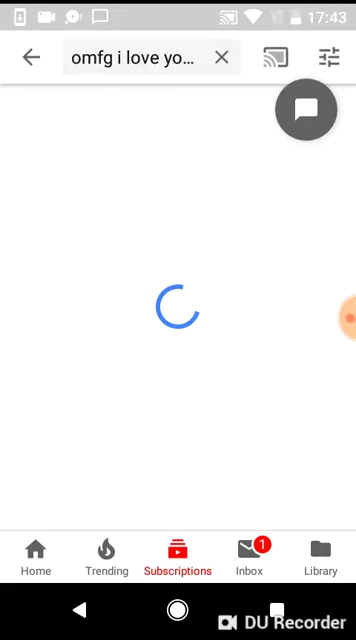 17:43
omfg i love yo...
1
Home
Trending
Subscriptions
Inbox
Library
DU Recorder